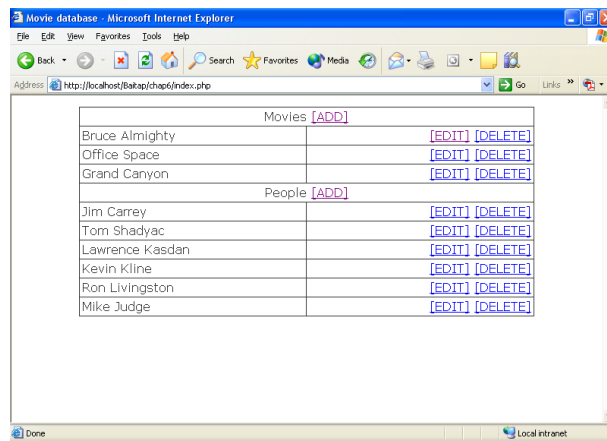 Movie database - Microsoft Internet Explorer
File Edit View Favorites Tools Help
Back Search Favorites Media
Address http://localhost/Baitap/chap6/index.php Go Links »
Movies [ADD]
Bruce Almighty [EDIT] [DELETE]
Office Space [EDIT] [DELETE]
Grand Canyon [EDIT] [DELETE]
People [ADD]
Jim Carrey [EDIT] [DELETE]
Tom Shadyac [EDIT] [DELETE]
Lawrence Kasdan [EDIT] [DELETE]
Kevin Kline [EDIT] [DELETE]
Ron Livingston [EDIT] [DELETE]
Mike Judge [EDIT] [DELETE]
Done Local intranet